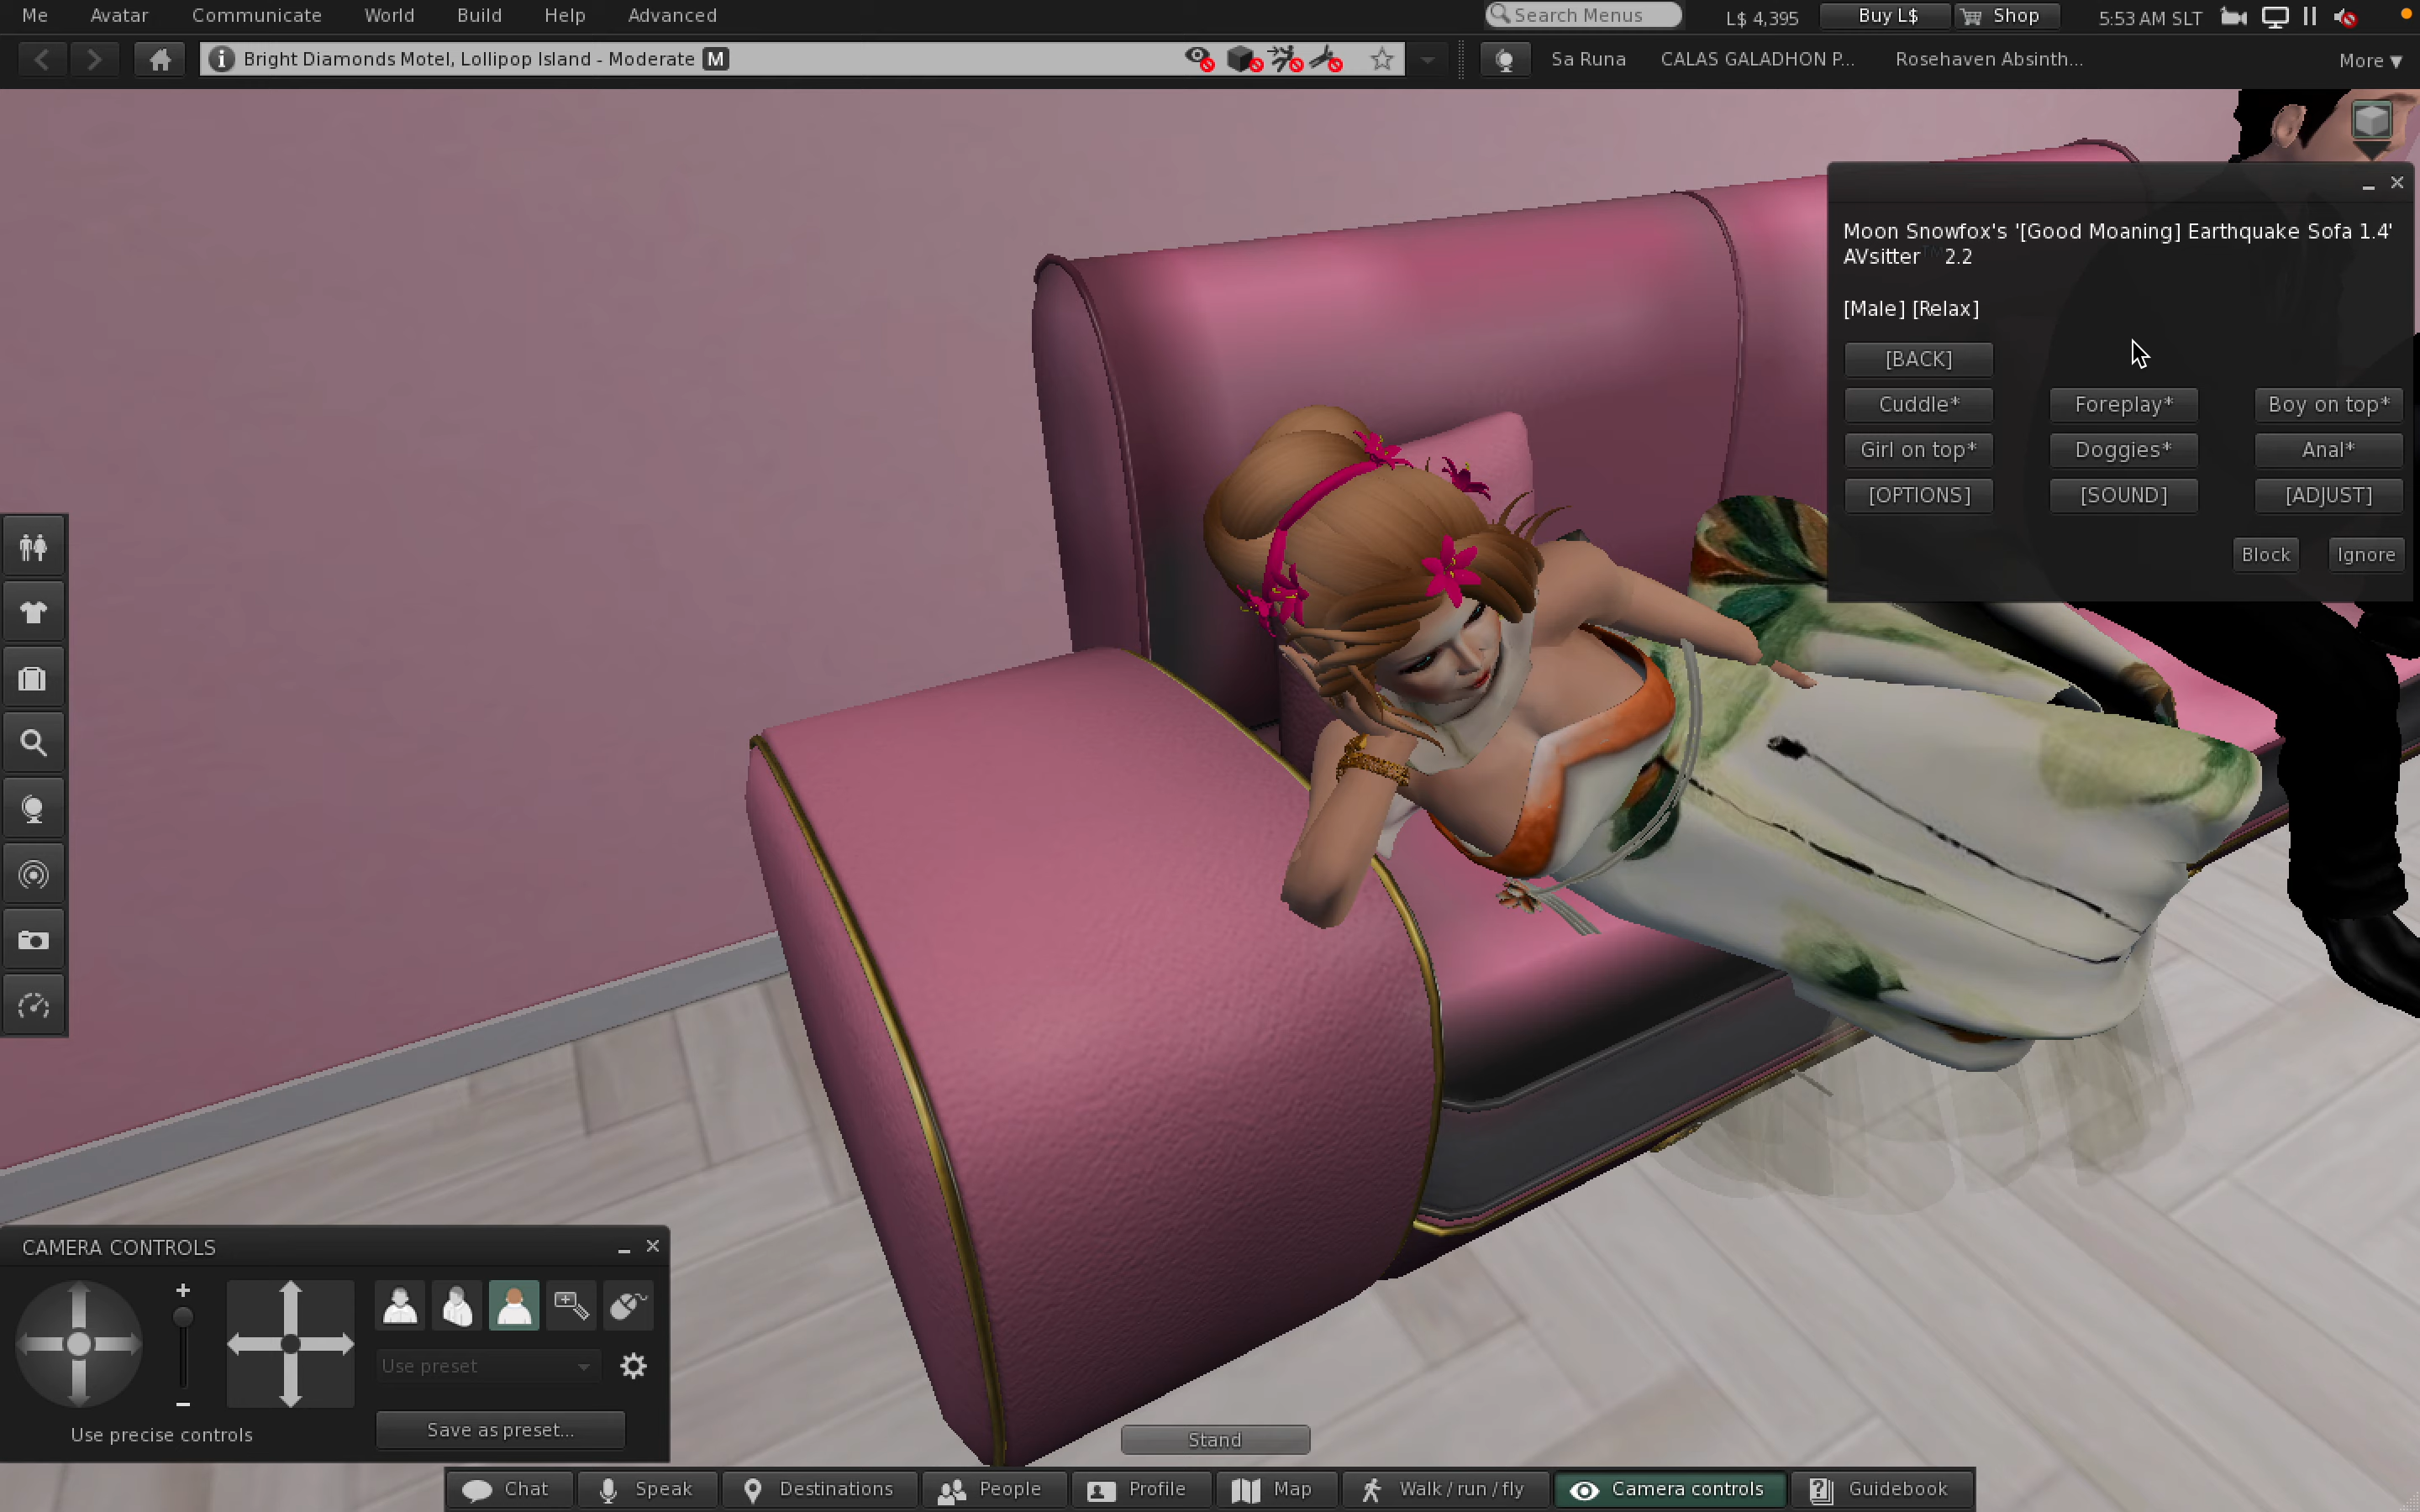 Me Avatar Communicate World Build Help Advanced Search Menus L$ 4,395 Buy L$ Shop 5:53 AM SLT
Bright Diamonds Motel, Lollipop Island - Moderate M Sa Runa CALAS GALADHON P... Rosehaven Absinth... More ▼
Moon Snowfox's '[Good Moaning] Earthquake Sofa 1.4'
AVsitter™ 2.2
[Male] [Relax]
[BACK]
Cuddle* Foreplay* Boy on top*
Girl on top* Doggies* Anal*
[OPTIONS] [SOUND] [ADJUST]
Block Ignore
CAMERA CONTROLS
Use preset
Save as preset...
Use precise controls
Stand
Chat Speak Destinations People Profile Map Walk / run / fly Camera controls Guidebook